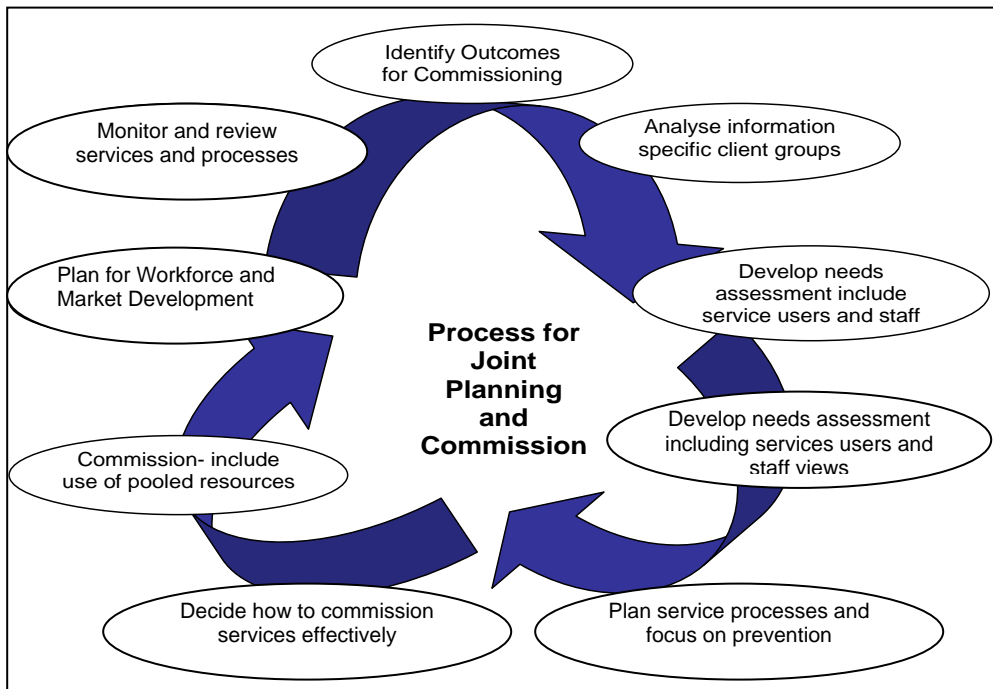 Identify Outcomes
for Commissioning
Analyse information
specific client groups
Develop needs
assessment include
service users and staff
Develop needs assessment
including services users and
staff views
Plan service processes and
focus on prevention
Decide how to commission
services effectively
Commission- include
use of pooled resources
Plan for Workforce and
Market Development
Monitor and review
services and processes
Process for
Joint
Planning
and
Commission